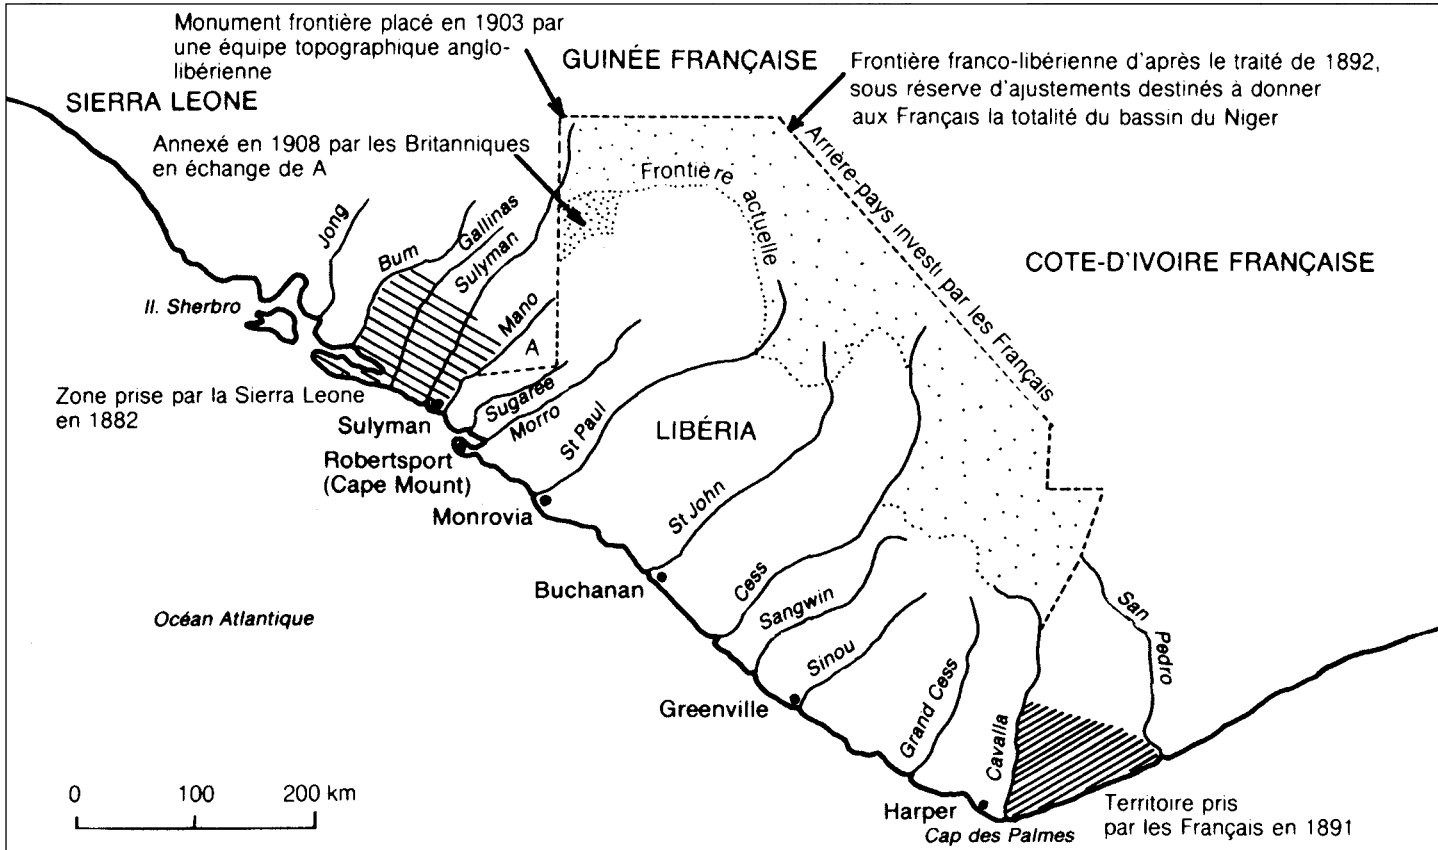 Monument frontière placé en 1903 par
une équipe topographique anglo-
libérienne
GUINÉE FRANÇAISE
Frontière franco-libérienne d'après le traité de 1892,
sous réserve d'ajustements destinés à donner
aux Français la totalité du bassin du Niger
SIERRA LEONE
Annexé en 1908 par les Britanniques
en échange de A
Frontière actuelle
Arrière-pays investi par les Français
COTE-D'IVOIRE FRANÇAISE
Jong
Bum
Gallinas
Sulyman
Mano
A
Il. Sherbro
Zone prise par la Sierra Leone
en 1882
Sulyman
Sugaree
Morro
St Paul
LIBÉRIA
Robertsport
(Cape Mount)
Monrovia
St John
Buchanan
Cess
Sangwin
Sinou
San Pedro
Océan Atlantique
Greenville
Grand Cess
Cavalla
0 100 200 km
Harper
Cap des Palmes
Territoire pris
par les Français en 1891